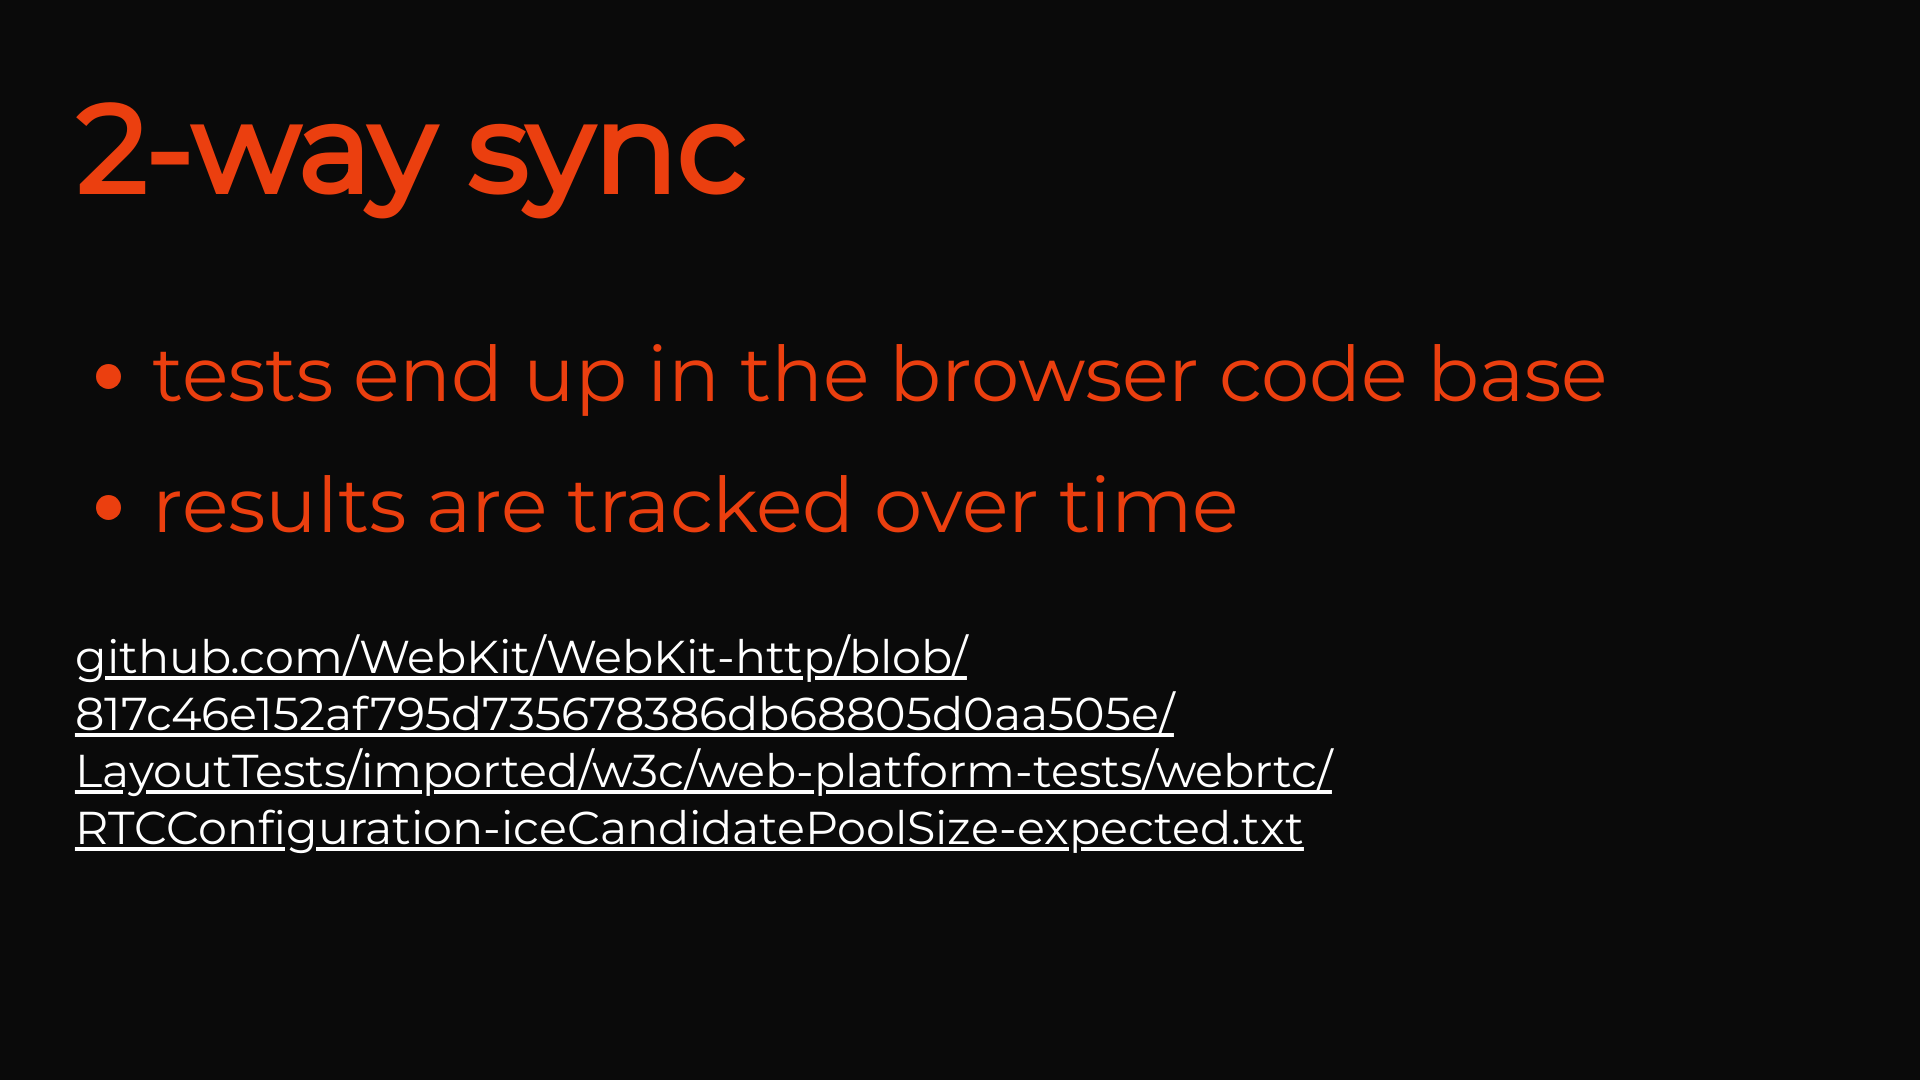 2-way sync
• tests end up in the browser code base
• results are tracked over time
github.com/WebKit/WebKit-http/blob/
817c46e152af795d735678386db68805d0aa505e/
LayoutTests/imported/w3c/web-platform-tests/webrtc/
RTCConfiguration-iceCandidatePoolSize-expected.txt